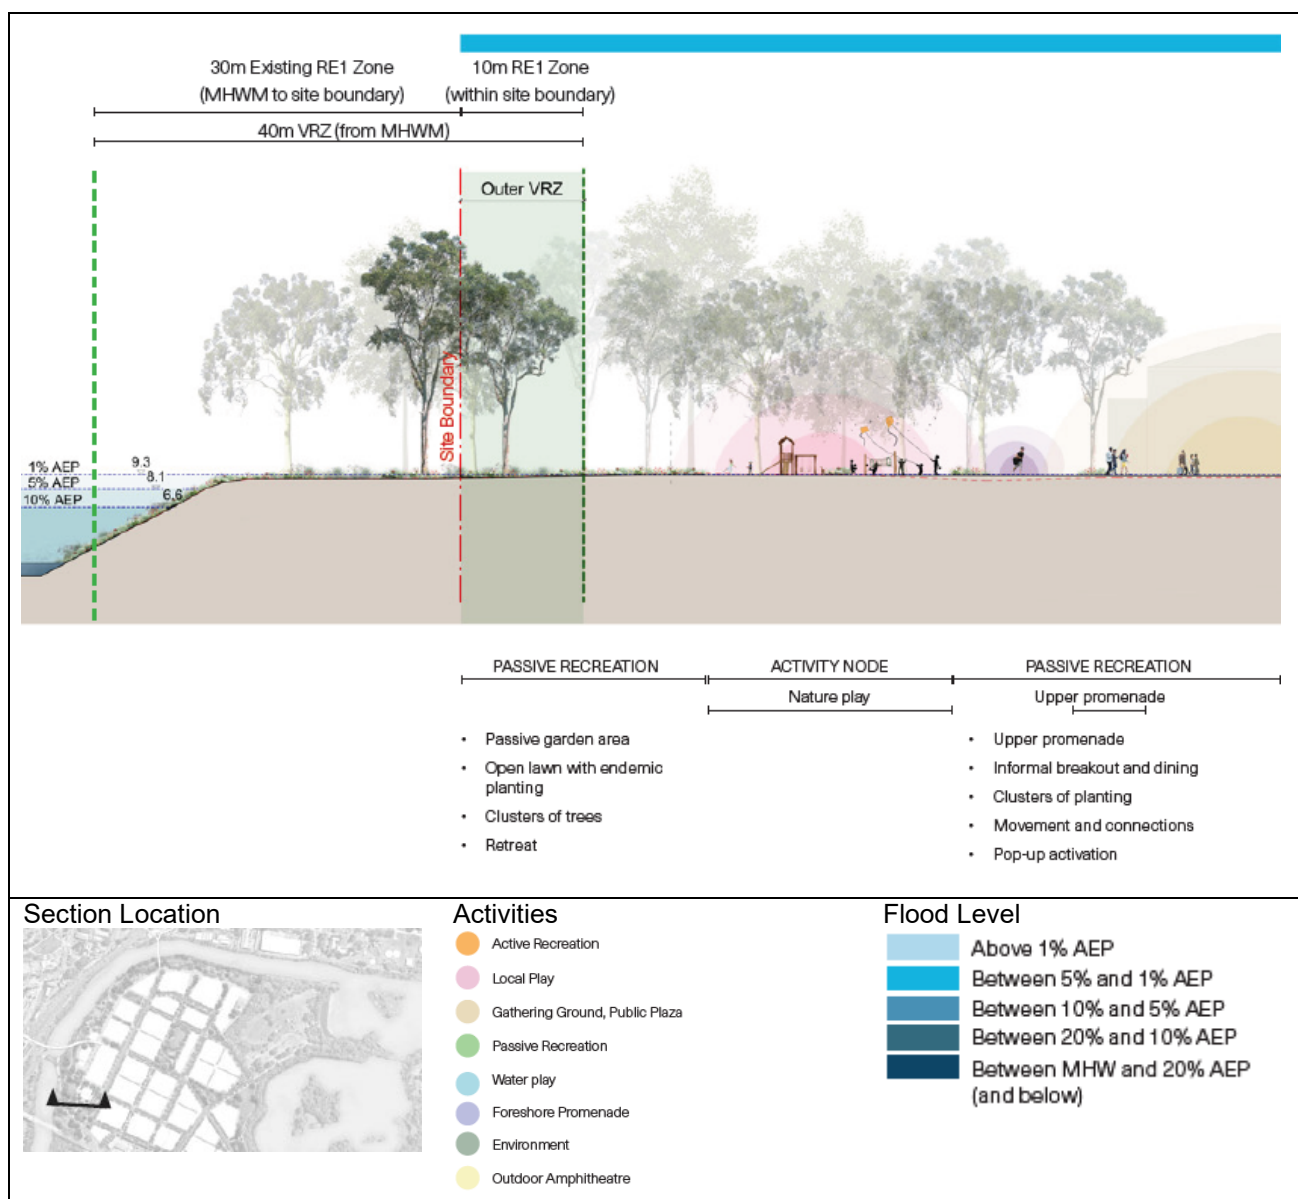 30m Existing RE1 Zone
(MHWM to site boundary)
10m RE1 Zone
(within site boundary)
40m VRZ (from MHWM)
Outer VRZ
Site Boundary
1% AEP
9.3
5% AEP
8.1
10% AEP
6.6
PASSIVE RECREATION
ACTIVITY NODE
PASSIVE RECREATION
Nature play
Upper promenade
• Passive garden area
• Open lawn with endemic
planting
• Clusters of trees
• Retreat
• Upper promenade
• Informal breakout and dining
• Clusters of planting
• Movement and connections
• Pop-up activation
Section Location
Activities
Active Recreation
Local Play
Gathering Ground, Public Plaza
Passive Recreation
Water play
Foreshore Promenade
Environment
Outdoor Amphitheatre
Flood Level
Above 1% AEP
Between 5% and 1% AEP
Between 10% and 5% AEP
Between 20% and 10% AEP
Between MHW and 20% AEP
(and below)